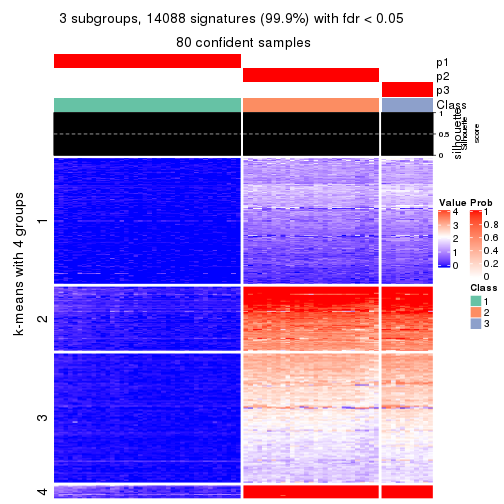 3 subgroups, 14088 signatures (99.9%) with fdr < 0.05
80 confident samples
p1
p2
p3
Class
1
0.5
0
silhouette
Silhouette
score
k-means with 4 groups
1
2
3
4
Value
4
3
2
1
0
Prob
1
0.8
0.6
0.4
0.2
0
Class
1
2
3